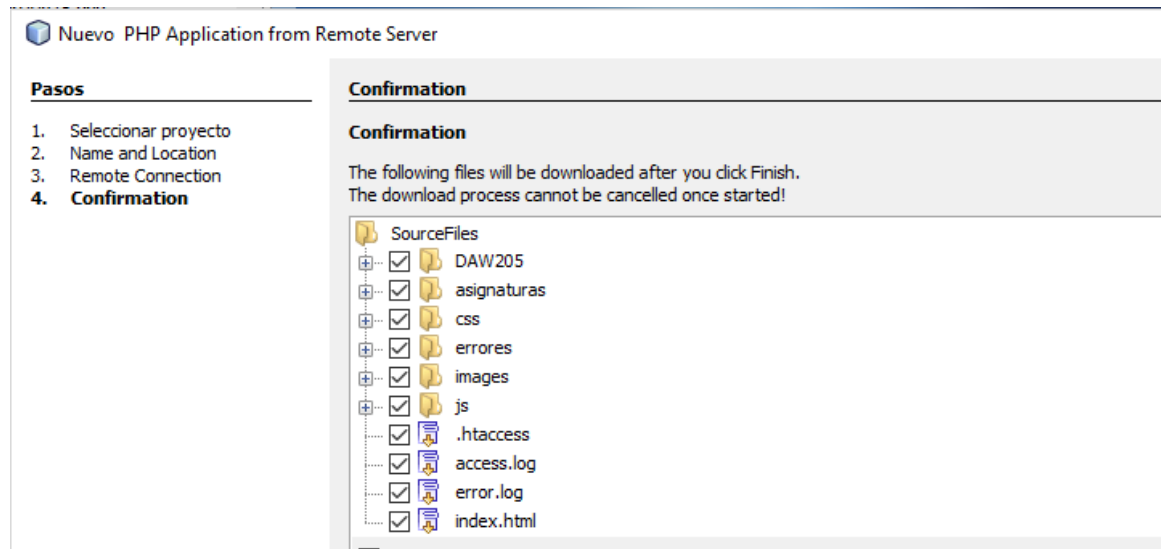 Nuevo PHP Application from Remote Server
Pasos
1. Seleccionar proyecto
2. Name and Location
3. Remote Connection
4. Confirmation
Confirmation
Confirmation
The following files will be downloaded after you click Finish.
The download process cannot be cancelled once started!
SourceFiles
DAW205
asignaturas
css
errores
images
js
.htaccess
access.log
error.log
index.html